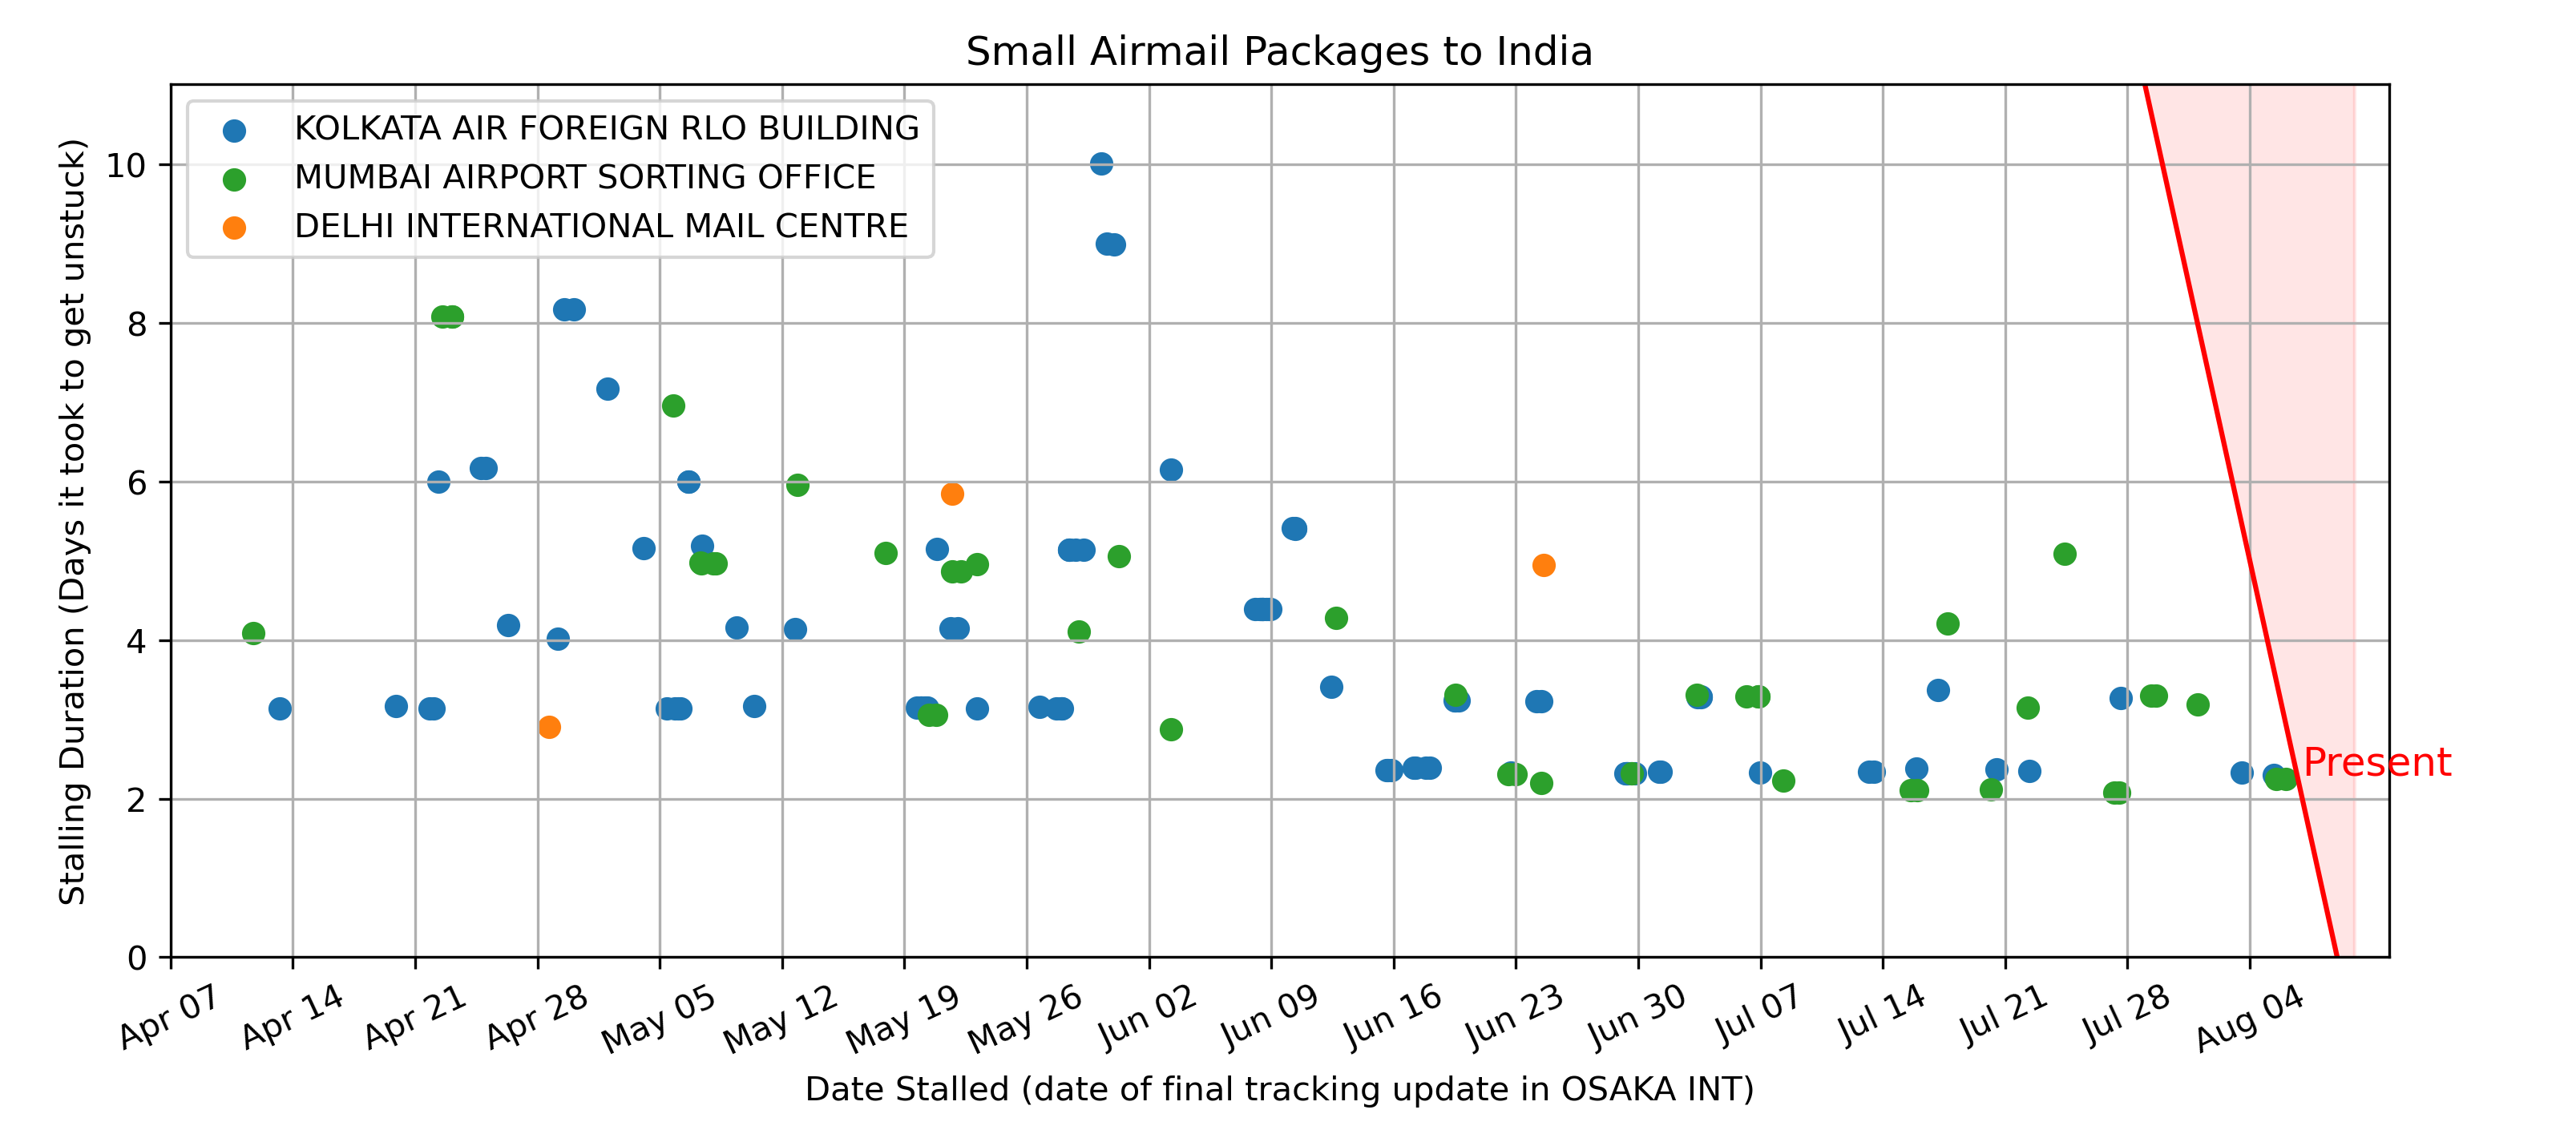 Small Airmail Packages to India
KOLKATA AIR FOREIGN RLO BUILDING
MUMBAI AIRPORT SORTING OFFICE
DELHI INTERNATIONAL MAIL CENTRE
Stalling Duration (Days it took to get unstuck)
10
8
6
4
2
0
Present
Apr 07 Apr 14 Apr 21 Apr 28 May 05 May 12 May 19 May 26 Jun 02 Jun 09 Jun 16 Jun 23 Jun 30 Jul 07 Jul 14 Jul 21 Jul 28 Aug 04
Date Stalled (date of final tracking update in OSAKA INT)